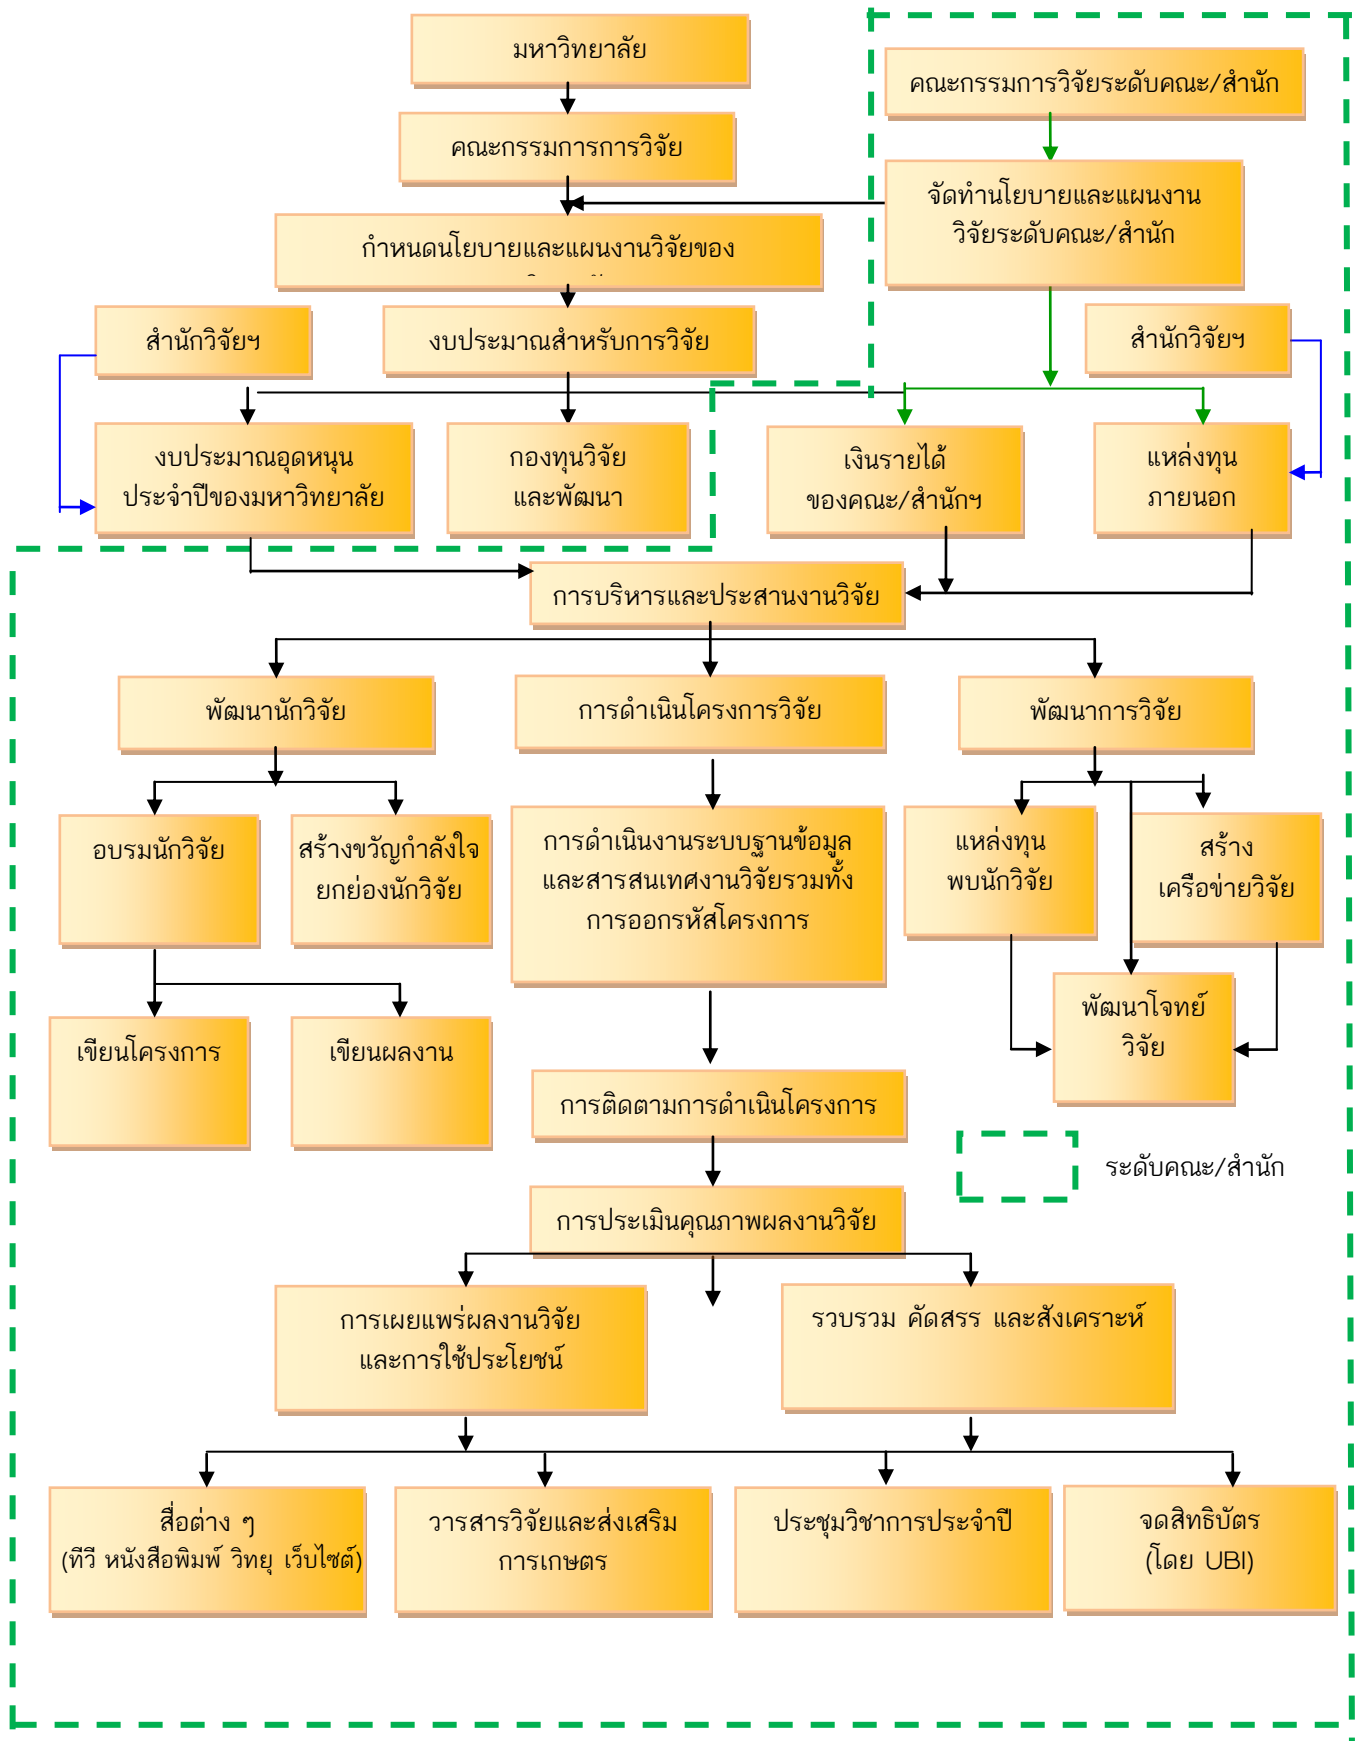 มหาวิทยาลัย
คณะกรรมการวิจัยระดับคณะ/สำนัก
คณะกรรมการการวิจัย
จัดทำนโยบายและแผนงาน
วิจัยระดับคณะ/สำนัก
กำหนดนโยบายและแผนงานวิจัยของ
สำนักวิจัยฯ
งบประมาณสำหรับการวิจัย
สำนักวิจัยฯ
งบประมาณอุดหนุน
ประจำปีของมหาวิทยาลัย
กองทุนวิจัย
และพัฒนา
เงินรายได้
ของคณะ/สำนักฯ
แหล่งทุน
ภายนอก
การบริหารและประสานงานวิจัย
พัฒนานักวิจัย
การดำเนินโครงการวิจัย
พัฒนาการวิจัย
อบรมนักวิจัย
สร้างขวัญกำลังใจ
ยกย่องนักวิจัย
การดำเนินงานระบบฐานข้อมูล
และสารสนเทศงานวิจัยรวมทั้ง
การออกรหัสโครงการ
แหล่งทุน
พบนักวิจัย
สร้าง
เครือข่ายวิจัย
พัฒนาโจทย์
วิจัย
เขียนโครงการ
เขียนผลงาน
การติดตามการดำเนินโครงการ
ระดับคณะ/สำนัก
การประเมินคุณภาพผลงานวิจัย
การเผยแพร่ผลงานวิจัย
และการใช้ประโยชน์
รวบรวม คัดสรร และสังเคราะห์
สื่อต่าง ๆ
(ทีวี หนังสือพิมพ์ วิทยุ เว็บไซต์)
วารสารวิจัยและส่งเสริม
การเกษตร
ประชุมวิชาการประจำปี
จดสิทธิบัตร
(โดย UBI)